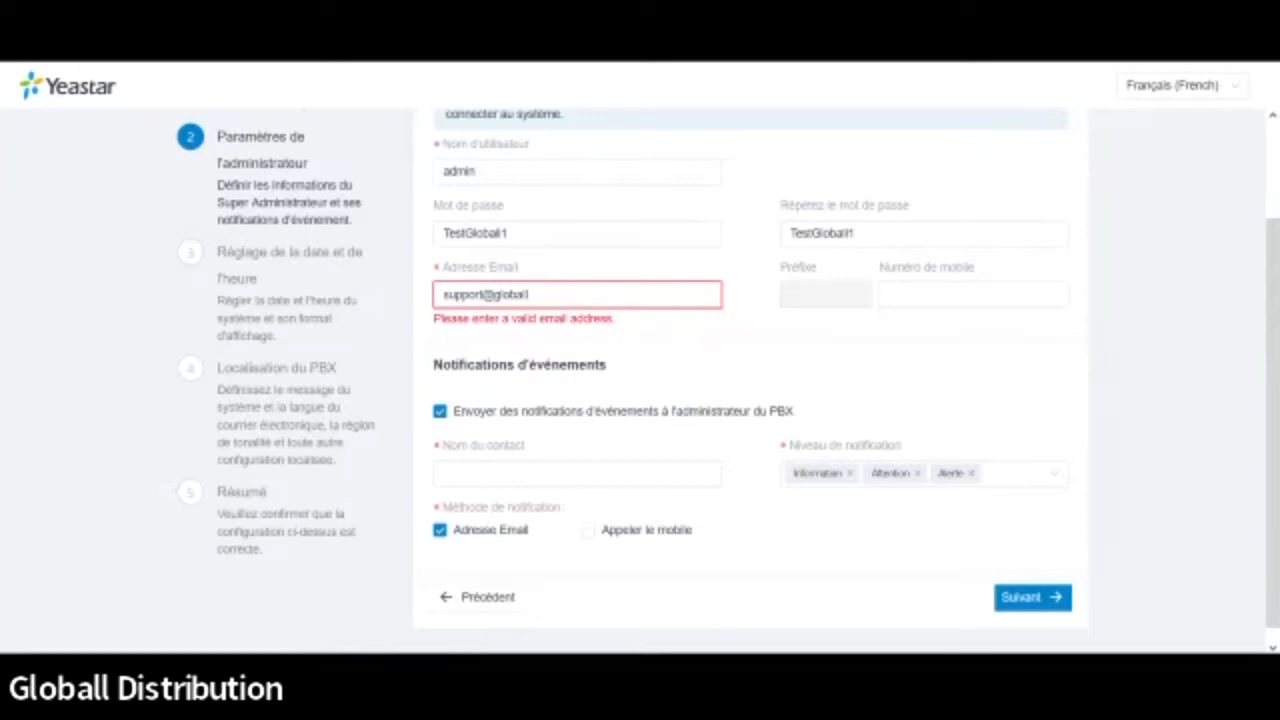 Yeastar
Français (French)
connecter au système.
2 Paramètres de
l'administrateur
Définir les informations du
Super Administrateur et ses
notifications d'événement.
3 Réglage de la date et de
l'heure
Régler la date et l'heure du
système et son format
d'affichage.
4 Localisation du PBX
Définissez le message du
système et la langue du
courrier électronique, la région
de tonalité et toute autre
configuration localisée.
5 Résumé
Veuillez confirmer que la
configuration ci-dessus est
correcte.
* Nom d'utilisateur
admin
Mot de passe
Répétez le mot de passe
TestGloball1
TestGloball1
* Adresse Email
Préfixe
Numéro de mobile
support@globall
Please enter a valid email address.
Notifications d'événements
Envoyer des notifications d'événements à l'administrateur du PBX
* Nom du contact
* Niveau de notification
Information × Attention × Alerte ×
* Méthode de notification
Adresse Email
Appeler le mobile
← Précédent
Suivant →
Globall Distribution